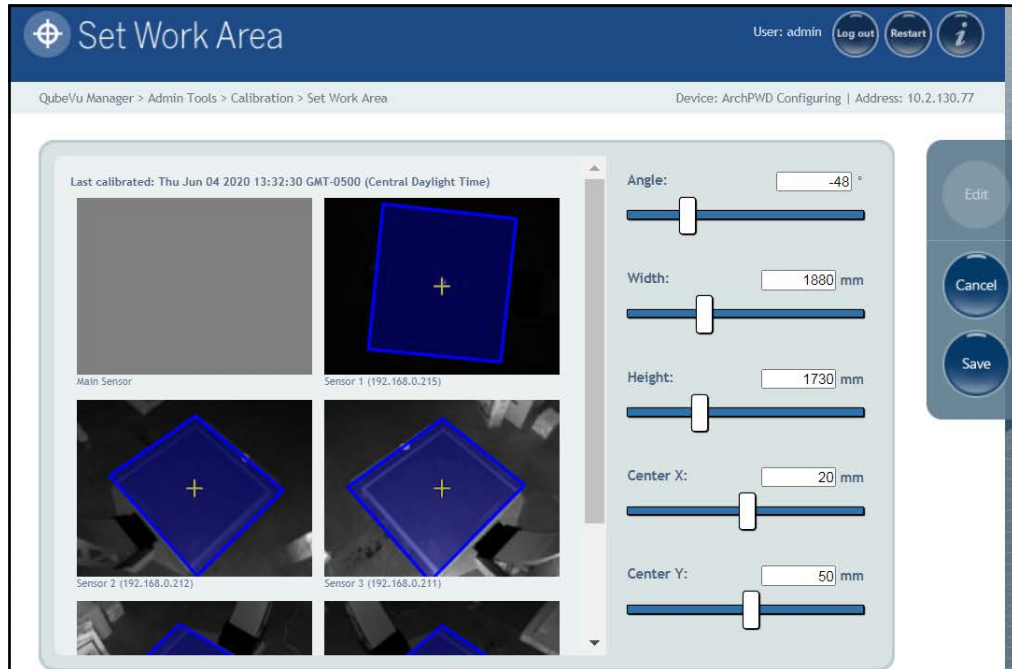 Set Work Area
User: admin
Log out
Restart
i
QubeVu Manager > Admin Tools > Calibration > Set Work Area
Device: ArchPWD Configuring | Address: 10.2.130.77
Last calibrated: Thu Jun 04 2020 13:32:30 GMT-0500 (Central Daylight Time)
Main Sensor
Sensor 1 (192.168.0.215)
Sensor 2 (192.168.0.212)
Sensor 3 (192.168.0.211)
Angle: -48 °
Width: 1880 mm
Height: 1730 mm
Center X: 20 mm
Center Y: 50 mm
Edit
Cancel
Save